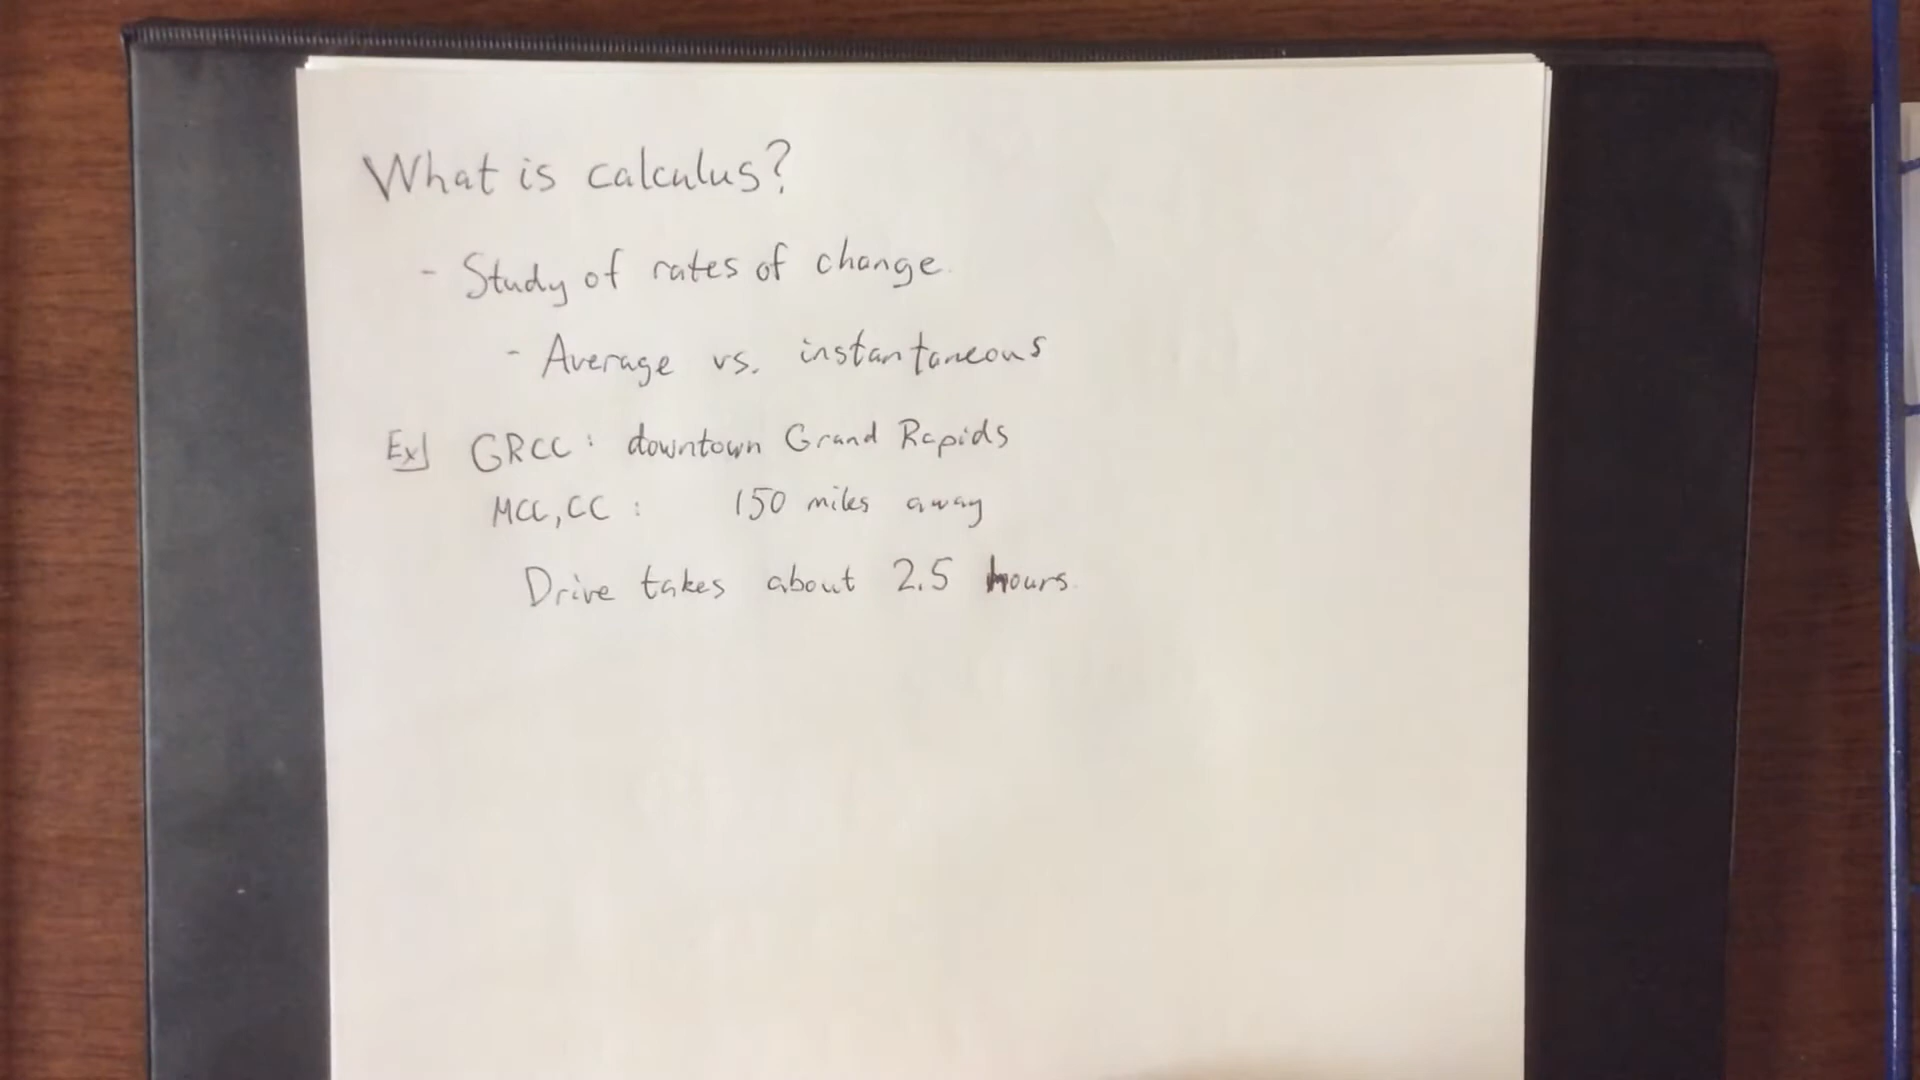 What is calculus?
- Study of rates of change.
- Average vs. instantaneous
Ex] GRCC: downtown Grand Rapids
MCC, CC: 150 miles away
Drive takes about 2.5 hours.